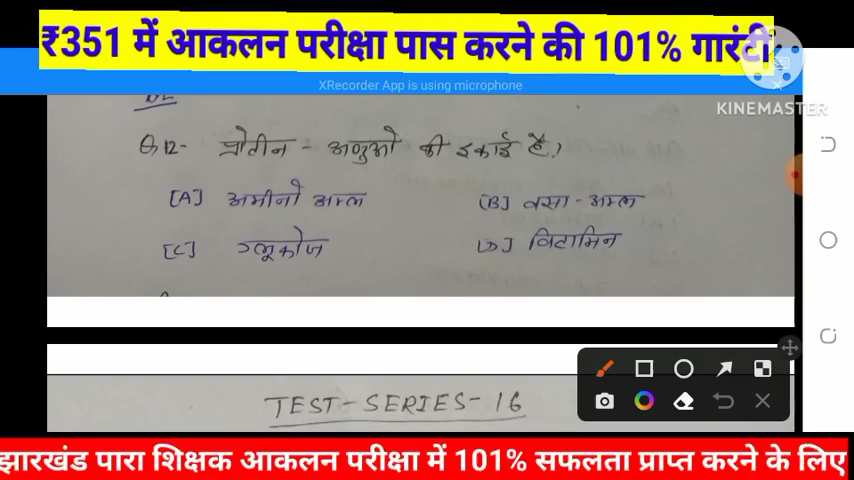 ₹351 में आकलन परीक्षा पास करने की 101% गारंटी
XRecorder App is using microphone
KINEMASTER
Q.12- प्रोटीन - अणुओ की इकाई है?
[A] अमीनो अम्ल
[B] वसा - अम्ल
[C] ग्लूकोज
[D] विटामिन
TEST-SERIES-16
झारखंड पारा शिक्षक आकलन परीक्षा में 101% सफलता प्राप्त करने के लिए